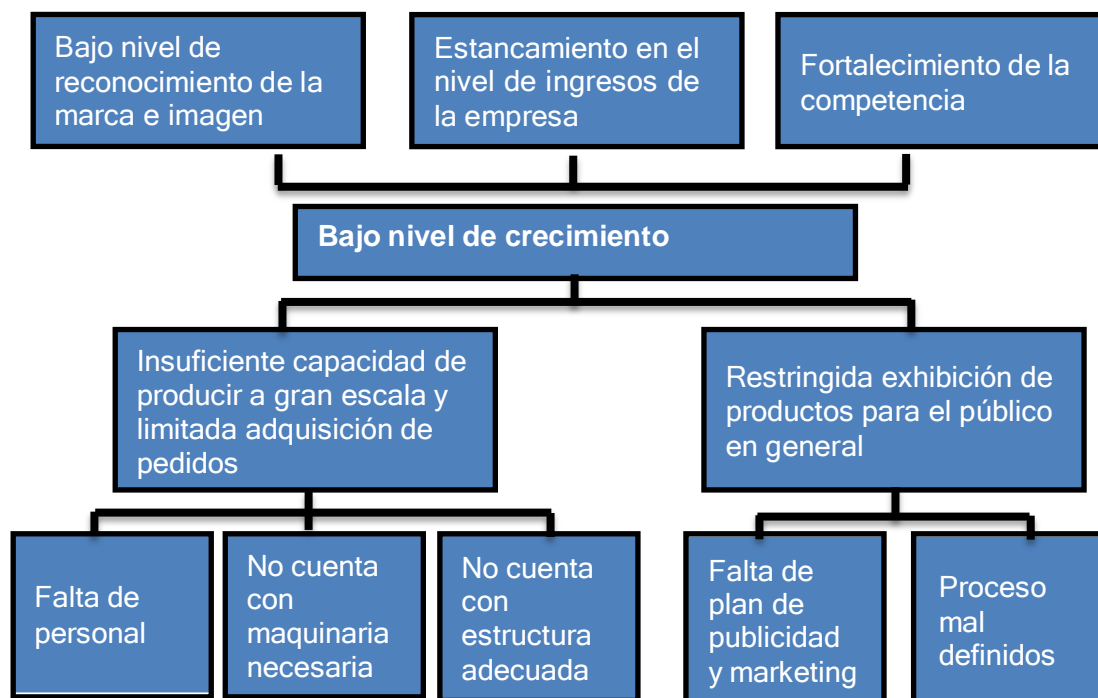 Bajo nivel de
reconocimiento de la
marca e imagen
Estancamiento en el
nivel de ingresos de
la empresa
Fortalecimiento de la
competencia
Bajo nivel de crecimiento
Insuficiente capacidad de
producir a gran escala y
limitada adquisición de
pedidos
Restringida exhibición de
productos para el público
en general
Falta de
personal
No cuenta
con
maquinaria
necesaria
No cuenta
con
estructura
adecuada
Falta de
plan de
publicidad
y marketing
Proceso
mal
definidos